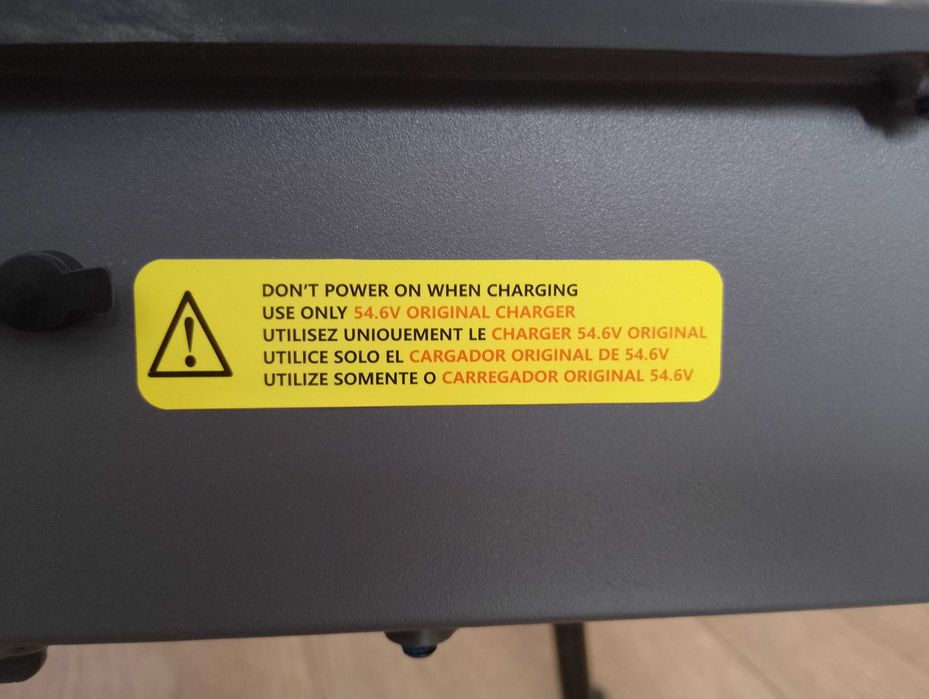 DON'T POWER ON WHEN CHARGING
USE ONLY 54.6V ORIGINAL CHARGER
UTILISEZ UNIOUEMENT LE CHARGER 54.6V ORIGINAL
UTILICE SOLO EL CARGADOR ORIGINAL DE 54.6V
UTILIZE SOMENTE O CARREGADOR ORIGINAL 54.6V